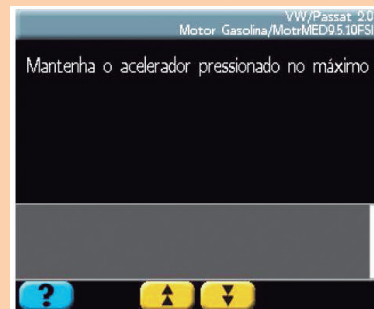 VW/Passat 2.0
Motor Gasolina/MotrMED9.5.10FSI
Mantenha o acelerador pressionado no máximo
?